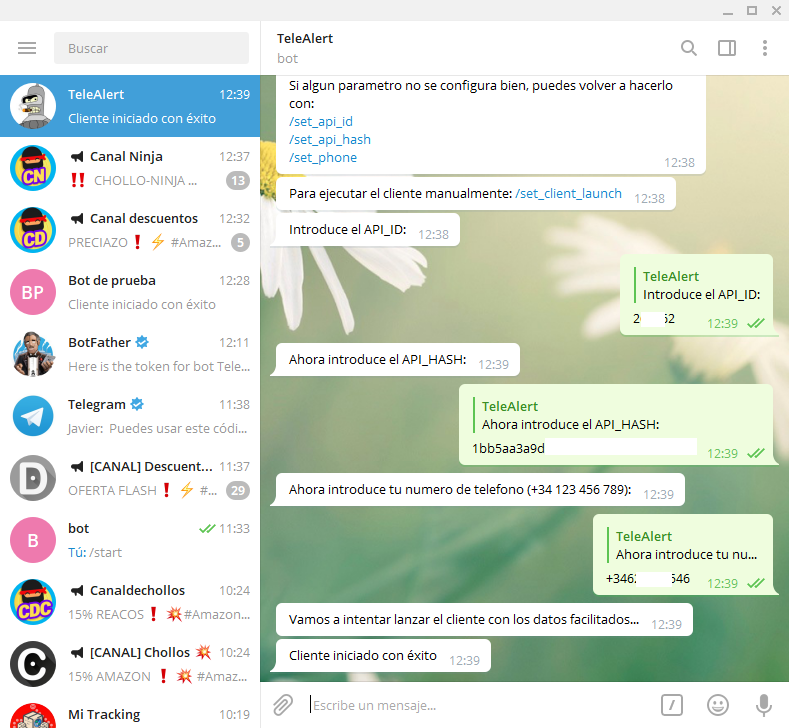 Buscar
TeleAlert
bot
TeleAlert 12:39
Cliente iniciado con éxito
Canal Ninja 12:37
‼ CHOLLO-NINJA ... 13
Canal descuentos 12:32
PRECIAZO ❗ ⚡ #Amaz... 5
BP
Bot de prueba 12:28
Cliente iniciado con éxito
BotFather 12:11
Here is the token for bot Tele...
Telegram 11:38
Javier: Puedes usar este códi...
[CANAL] Descuent... 11:37
OFERTA FLASH ❗ ⚡ #... 29
B
bot 11:33
Tú: /start
Canaldechollos 10:24
15% REACOS ❗ 💥#Amazon...
[CANAL] Chollos 💥 10:24
15% AMAZON ❗ 💥 #Amaz...
Mi Tracking 10:19
CN
CD
D
CDC
C
Si algun parametro no se configura bien, puedes volver a hacerlo
con:
/set_api_id
/set_api_hash
/set_phone
12:38
Para ejecutar el cliente manualmente: /set_client_launch 12:38
Introduce el API_ID: 12:38
TeleAlert
Introduce el API_ID:
2 52 12:39
Ahora introduce el API_HASH: 12:39
TeleAlert
Ahora introduce el API_HASH:
1bb5aa3a9d 12:39
Ahora introduce tu numero de telefono (+34 123 456 789): 12:39
TeleAlert
Ahora introduce tu nu...
+346 546 12:39
Vamos a intentar lanzar el cliente con los datos facilitados... 12:39
Cliente iniciado con éxito 12:39
Escribe un mensaje...